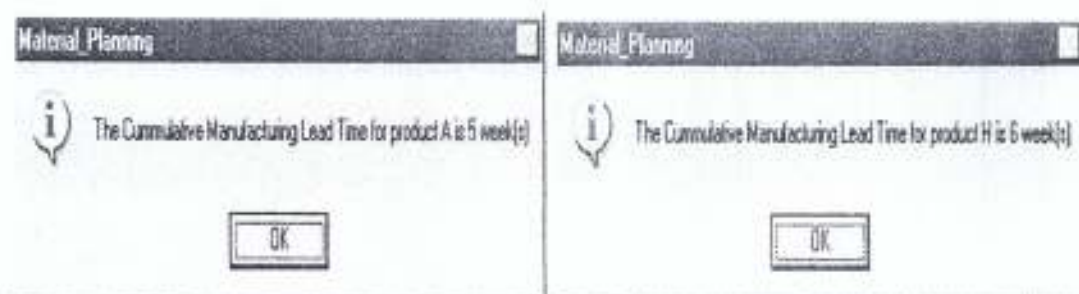 Material_Planning
The Cummulative Manufacturing Lead Time for product A is 5 week(s)
OK
Material_Planning
The Cummulative Manufacturing Lead Time for product H is 6 week(s)
OK